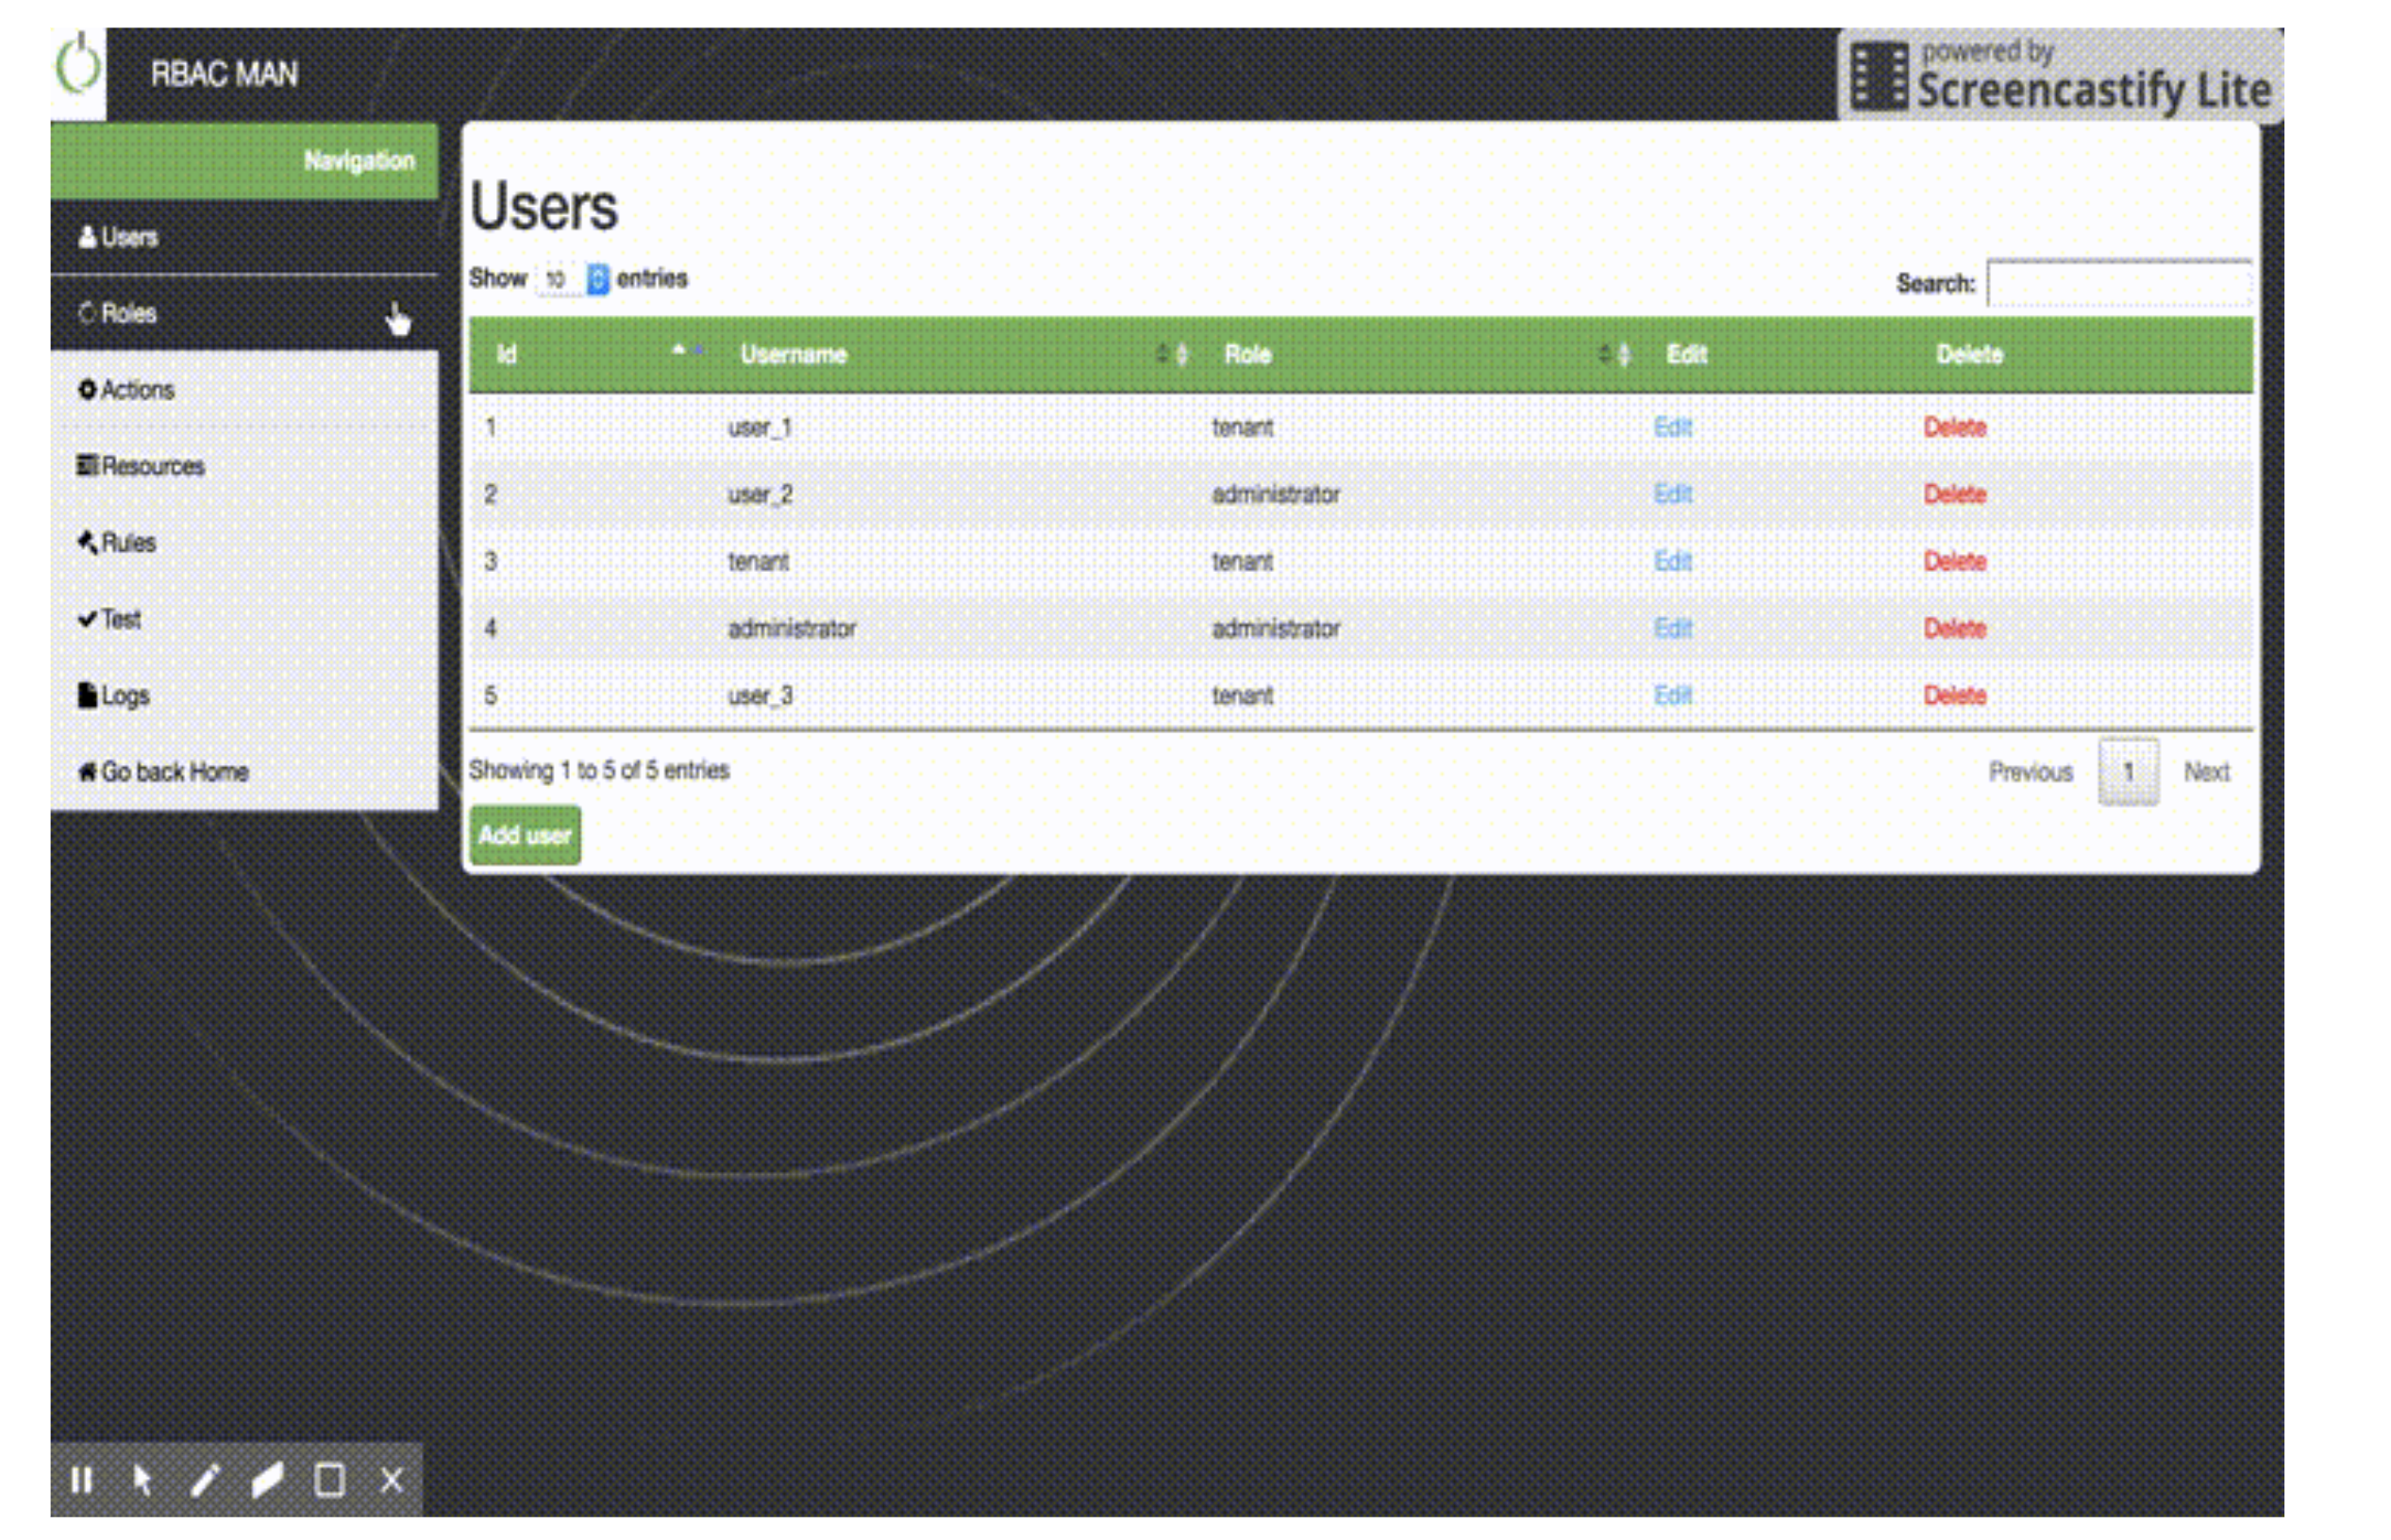 RBAC MAN
powered by
Screencastify Lite
Navigation
Users
Roles
Actions
Resources
Rules
Test
Logs
Go back Home
Users
Show 10 entries
Search:
Id Username Role Edit Delete
1 user_1 tenant Edit Delete
2 user_2 administrator Edit Delete
3 tenant tenant Edit Delete
4 administrator administrator Edit Delete
5 user_3 tenant Edit Delete
Showing 1 to 5 of 5 entries
Previous 1 Next
Add user